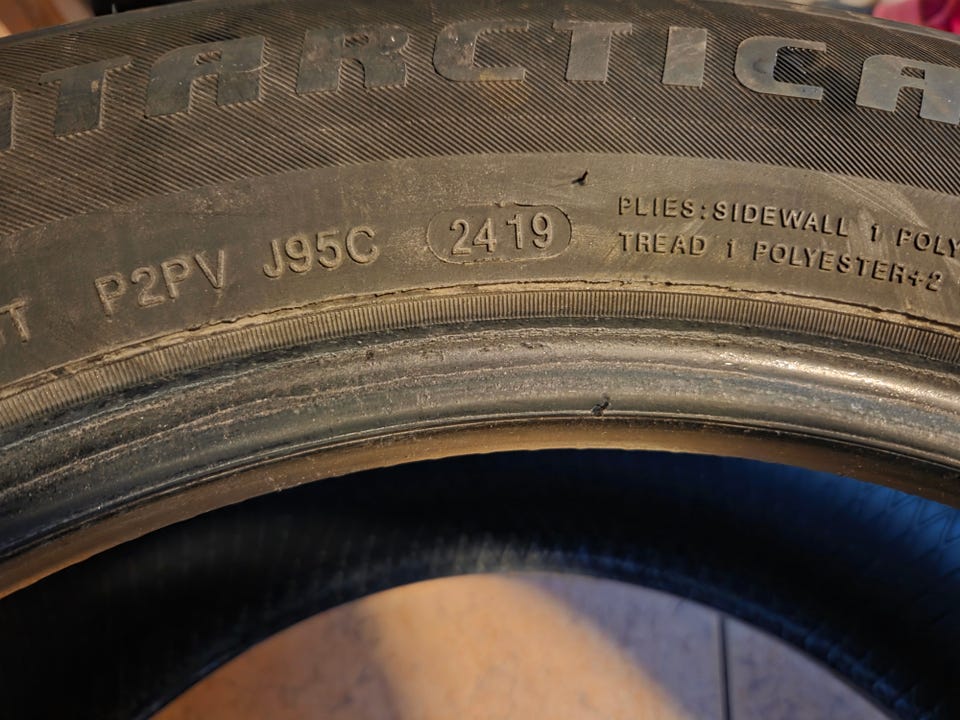 TARCTICA
T P2PV J95C 2419
PLIES:SIDEWALL 1 POLY
TREAD 1 POLYESTER+2